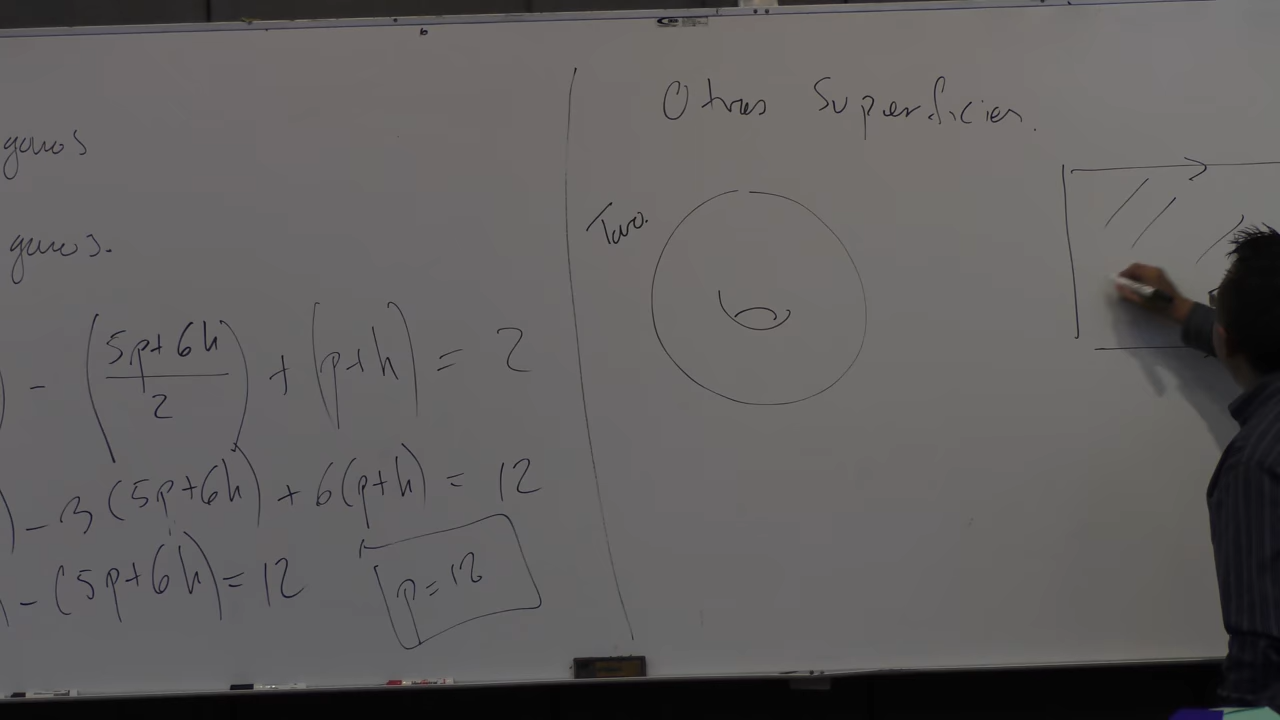 gonos
gonos.
) - (5p+6h / 2) + (p+h) = 2
) - 3(5p+6h) + 6(p+h) = 12
) - (5p+6h) = 12
p = 12
Otras Superficies.
Toro.